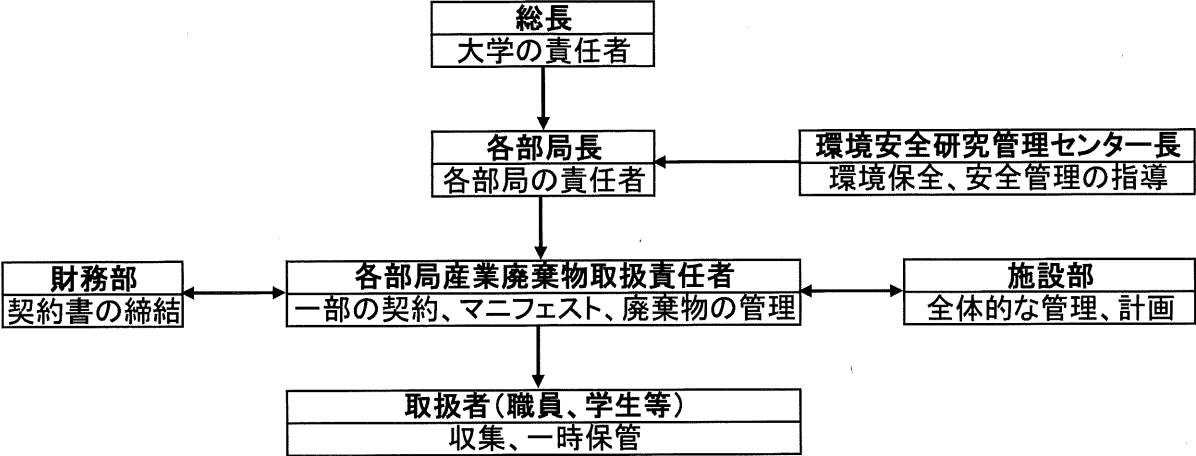 総長
大学の責任者
各部局長
各部局の責任者
環境安全研究管理センター長
環境保全、安全管理の指導
財務部
契約書の締結
各部局産業廃棄物取扱責任者
一部の契約、マニフェスト、廃棄物の管理
施設部
全体的な管理、計画
取扱者(職員、学生等)
収集、一時保管